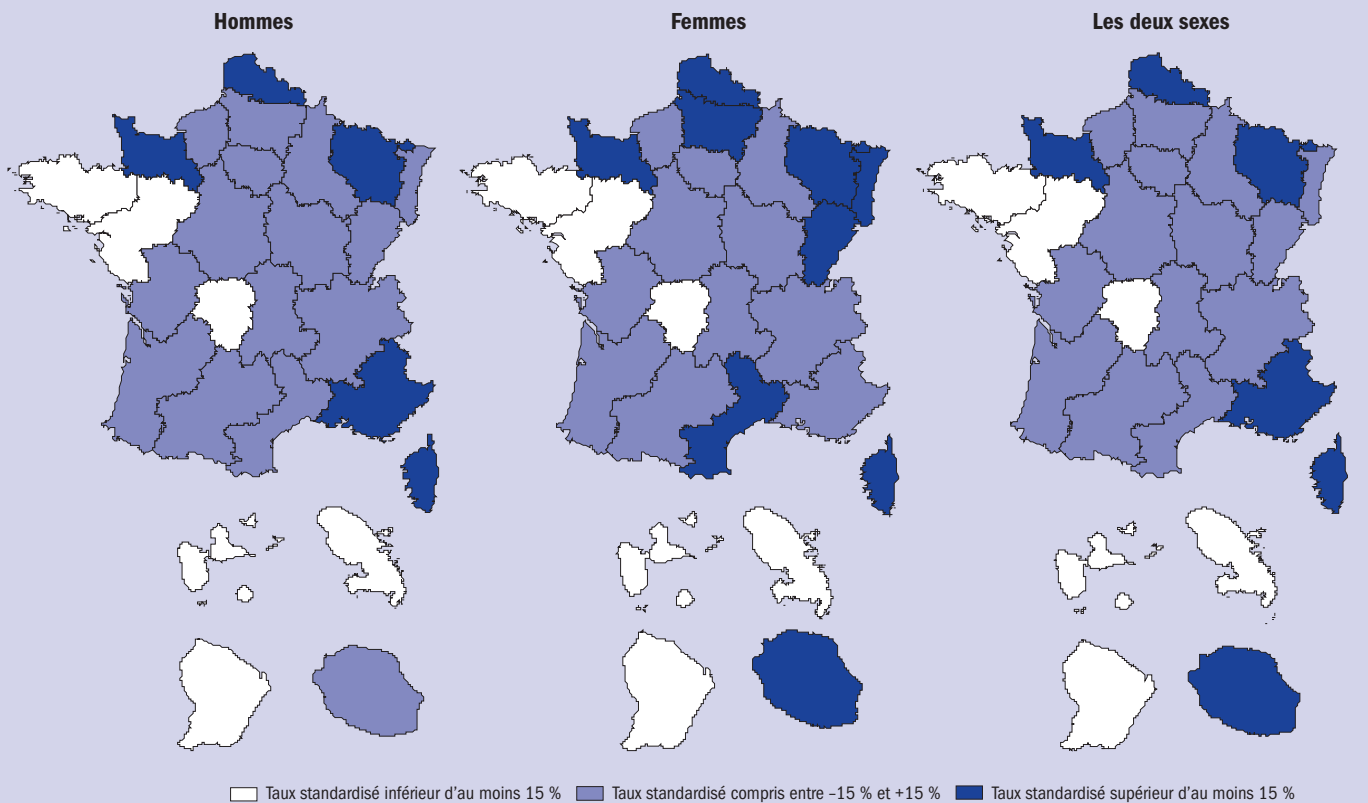 Hommes
Femmes
Les deux sexes
Taux standardisé inférieur d'au moins 15 %
Taux standardisé compris entre –15 % et +15 %
Taux standardisé supérieur d'au moins 15 %